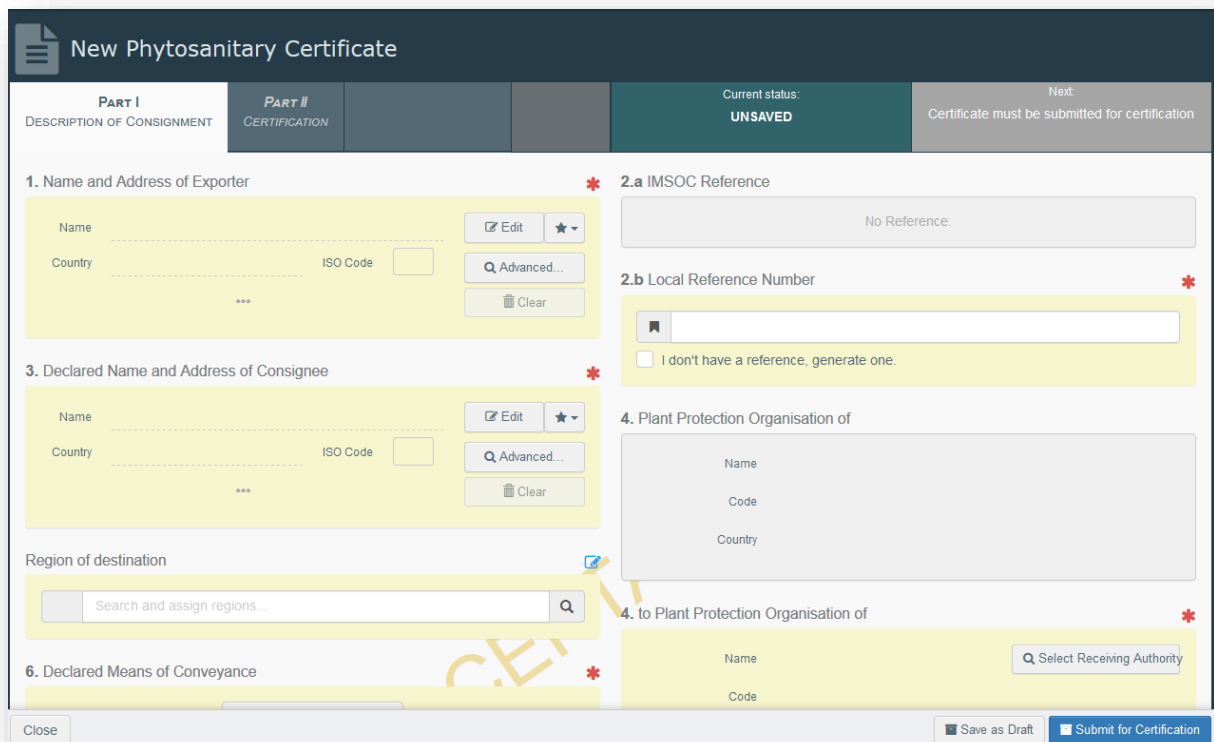 New Phytosanitary Certificate
PART I
DESCRIPTION OF CONSIGNMENT
PART II
CERTIFICATION
Current status:
UNSAVED
Next:
Certificate must be submitted for certification
1. Name and Address of Exporter *
Name
Edit
Country
ISO Code
Advanced...
•••
Clear
3. Declared Name and Address of Consignee *
Name
Edit
Country
ISO Code
Advanced...
•••
Clear
Region of destination
Search and assign regions...
6. Declared Means of Conveyance *
2.a IMSOC Reference
No Reference.
2.b Local Reference Number *
I don't have a reference, generate one.
4. Plant Protection Organisation of
Name
Code
Country
4. to Plant Protection Organisation of *
Name
Select Receiving Authority
Code
Close
Save as Draft
Submit for Certification